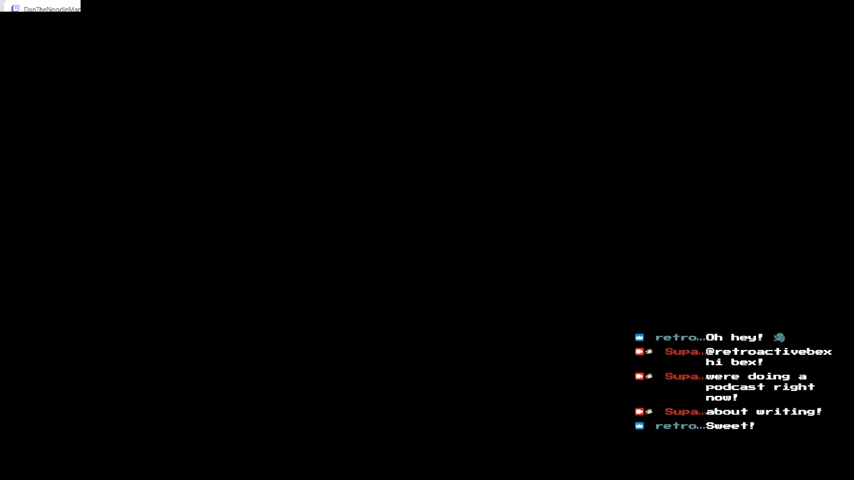 DanTheNoodleMan
retro…Oh hey!
Supa…@retroactivebex
hi bex!
Supa…were doing a
podcast right
now!
Supa…about writing!
retro…Sweet!